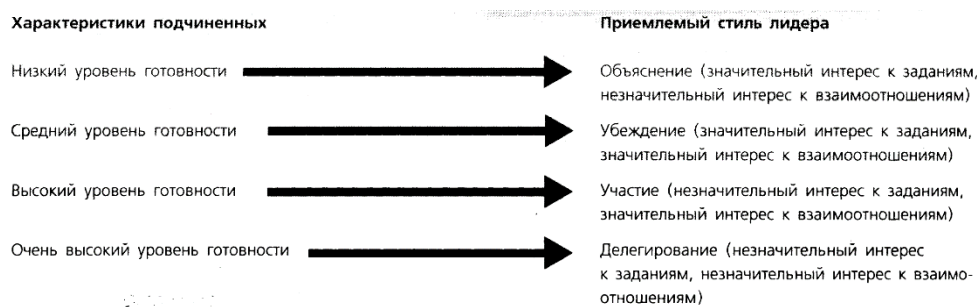 Характеристики подчиненных
Приемлемый стиль лидера
Низкий уровень готовности
Объяснение (значительный интерес к заданиям,
незначительный интерес к взаимоотношениям)
Средний уровень готовности
Убеждение (значительный интерес к заданиям,
значительный интерес к взаимоотношениям)
Высокий уровень готовности
Участие (незначительный интерес к заданиям,
значительный интерес к взаимоотношениям)
Очень высокий уровень готовности
Делегирование (незначительный интерес
к заданиям, незначительный интерес к взаимо-
отношениям)